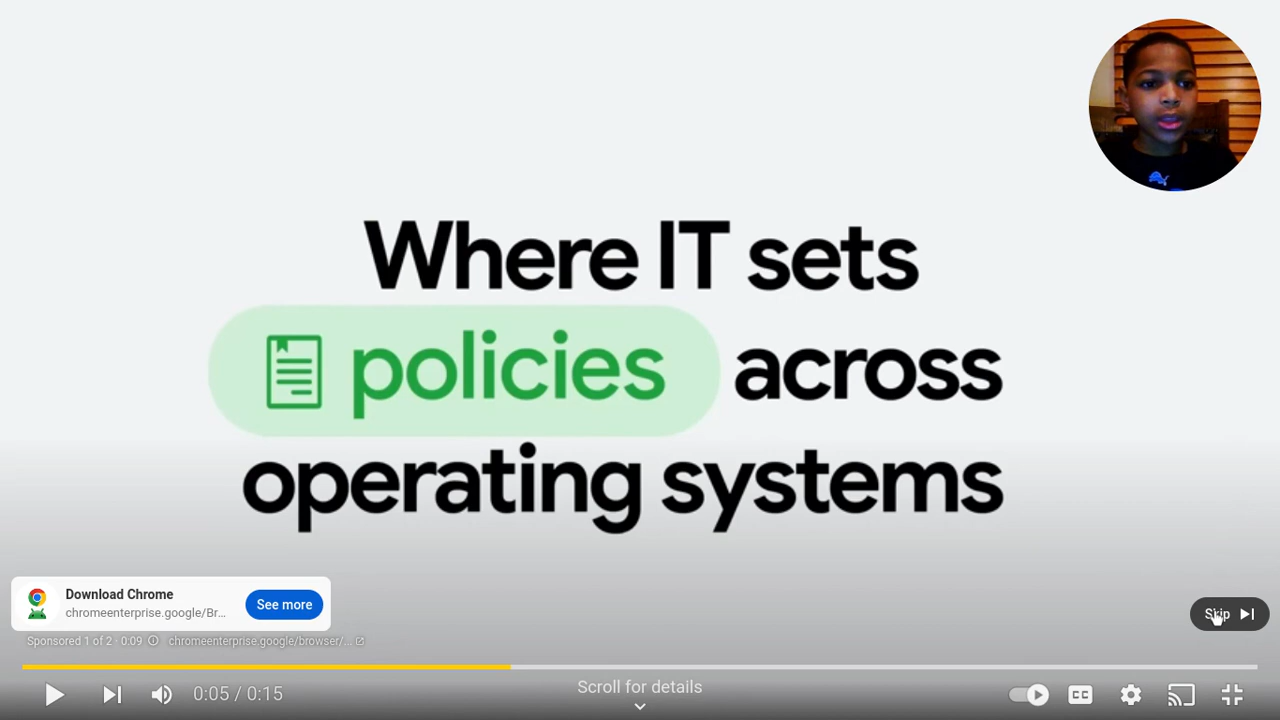 Where IT sets
policies across
operating systems
Download Chrome
chromeenterprise.google/Br...
See more
Skip
Sponsored 1 of 2 · 0:09
chromeenterprise.google/browser/...
0:05 / 0:15
Scroll for details
CC